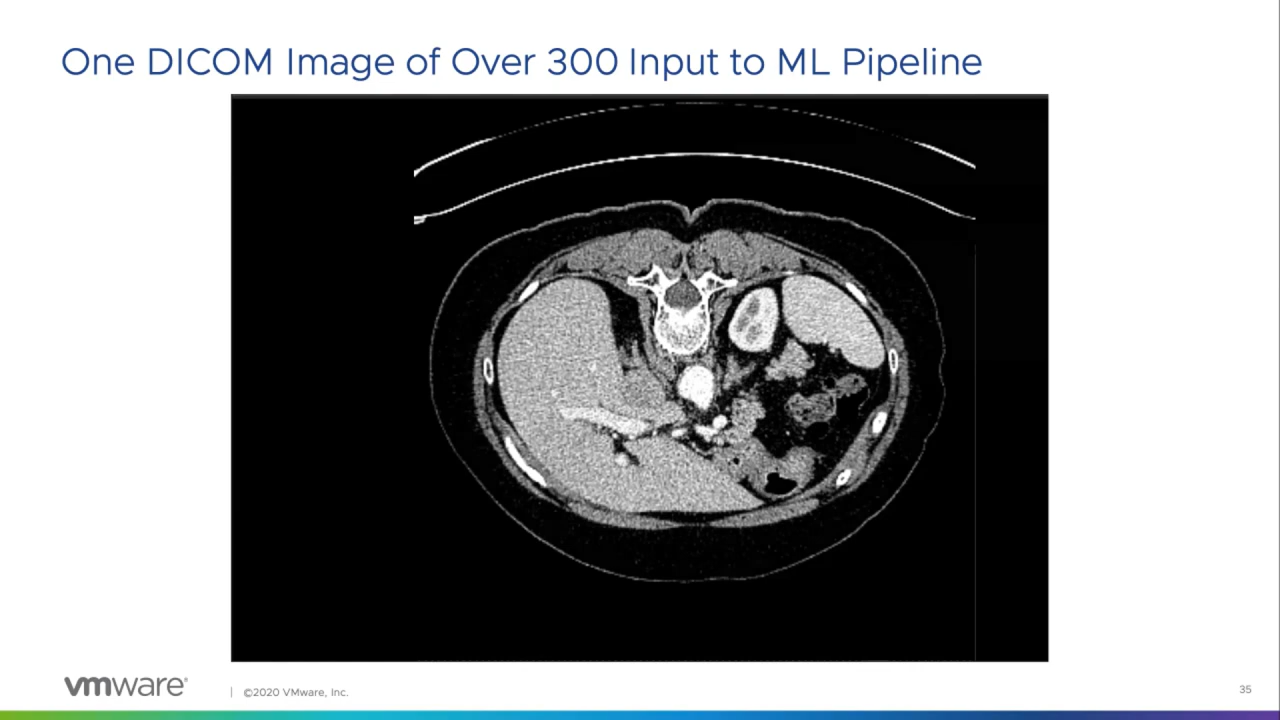 One DICOM Image of Over 300 Input to ML Pipeline
vmware®
©2020 VMware, Inc.
35